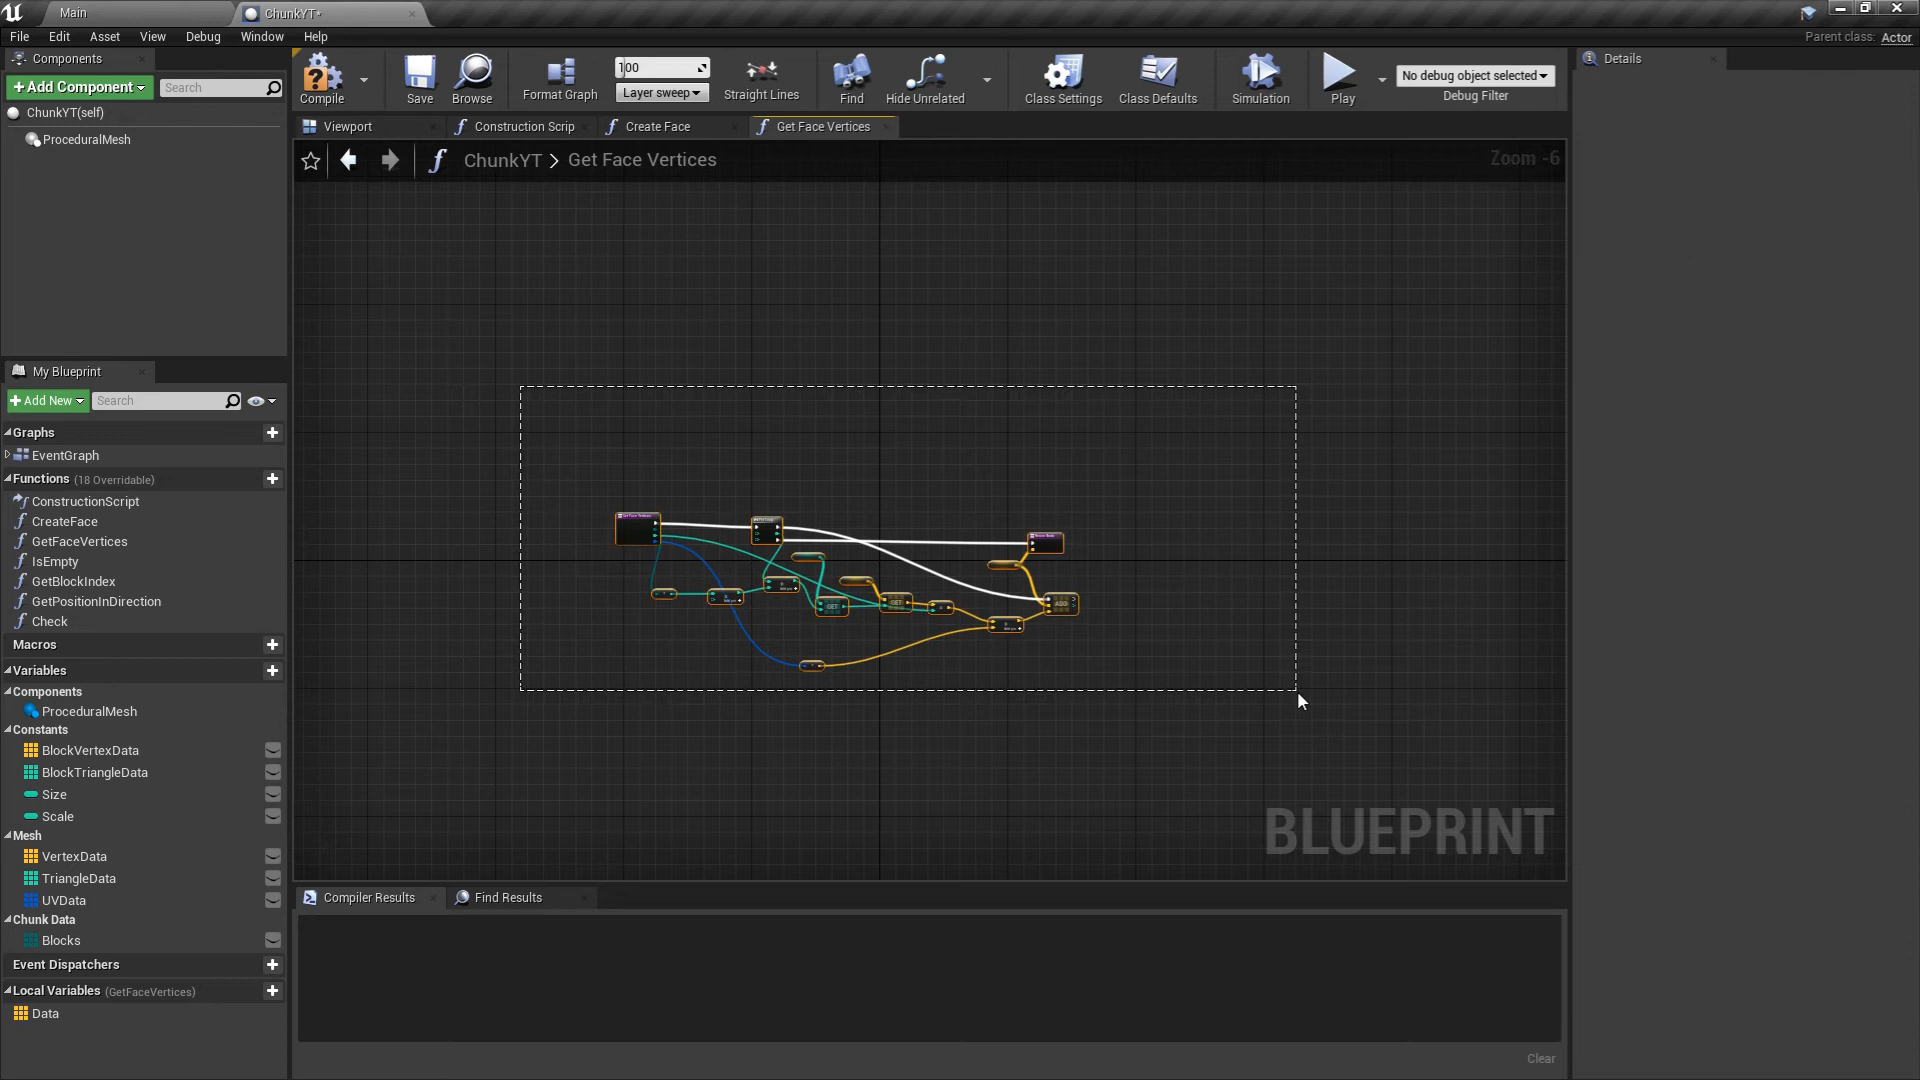 Main
ChunkYT*
File Edit Asset View Debug Window Help
Parent class: Actor
Components
+Add Component
Search
ChunkYT(self)
ProceduralMesh
Compile
Save
Browse
Format Graph
100
Layer sweep
Straight Lines
Find
Hide Unrelated
Class Settings
Class Defaults
Simulation
Play
No debug object selected
Debug Filter
Details
Viewport
Construction Scrip
Create Face
Get Face Vertices
ChunkYT > Get Face Vertices
Zoom -6
My Blueprint
+Add New
Search
Graphs
EventGraph
Functions (18 Overridable)
ConstructionScript
CreateFace
GetFaceVertices
IsEmpty
GetBlockIndex
GetPositionInDirection
Check
Macros
Variables
Components
ProceduralMesh
Constants
BlockVertexData
BlockTriangleData
Size
Scale
Mesh
VertexData
TriangleData
UVData
Chunk Data
Blocks
Event Dispatchers
Local Variables (GetFaceVertices)
Data
GET
GET
ADD
BLUEPRINT
Compiler Results
Find Results
Clear